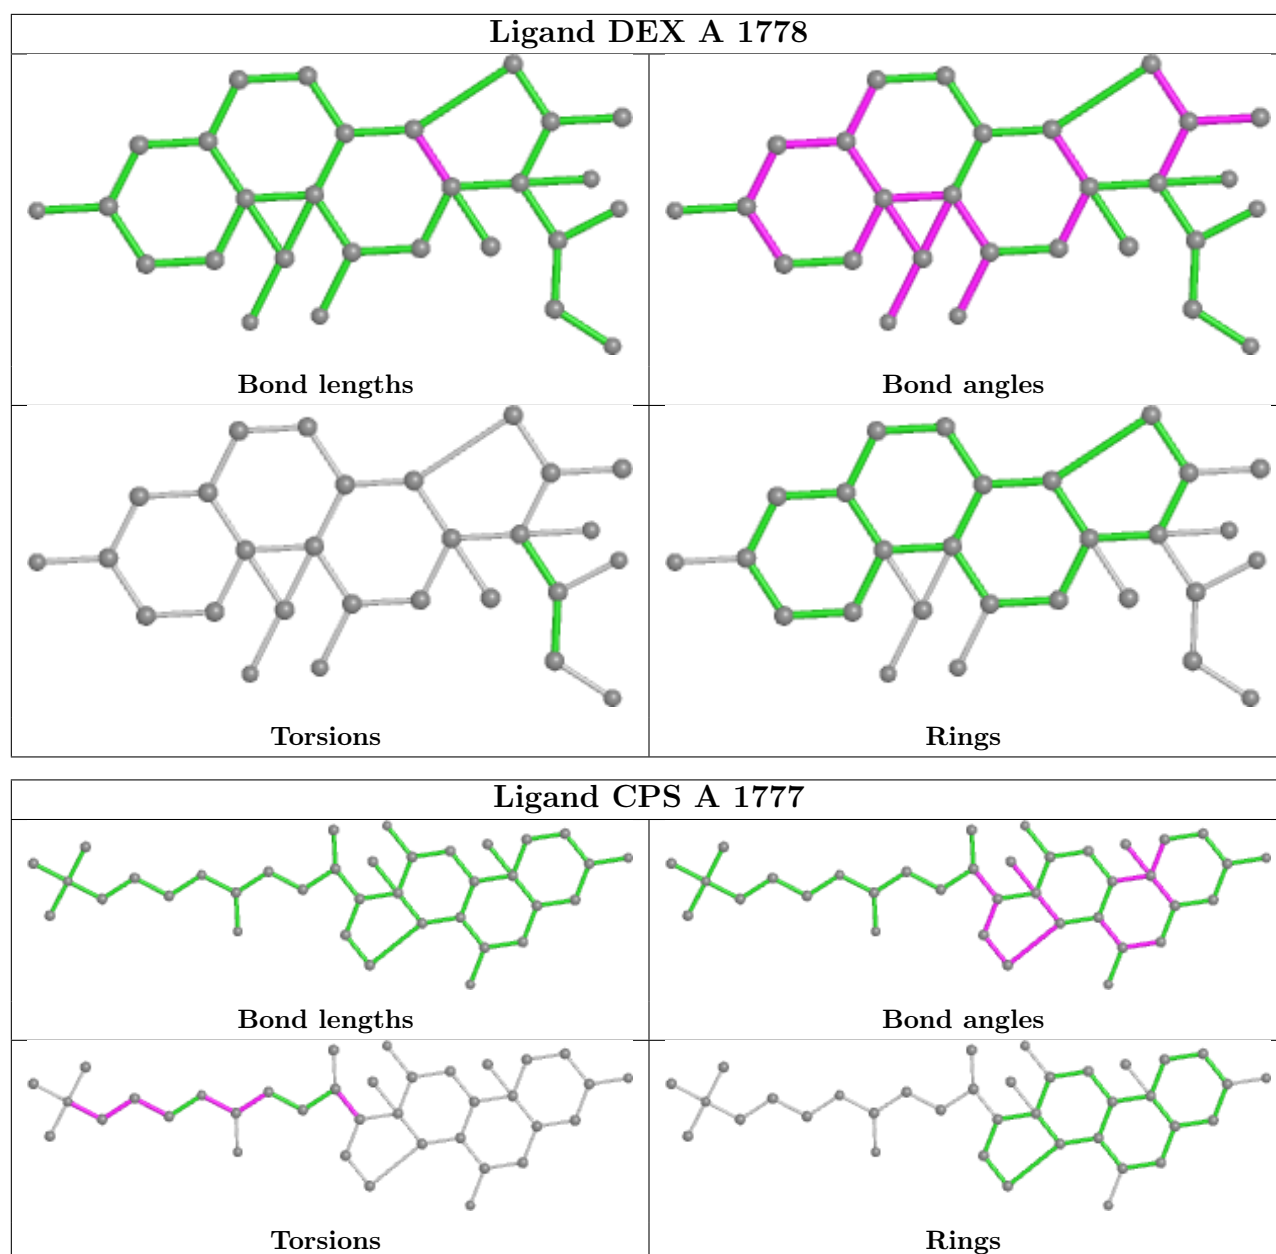 Ligand DEX A 1778
Bond lengths
Bond angles
Torsions
Rings
Ligand CPS A 1777
Bond lengths
Bond angles
Torsions
Rings